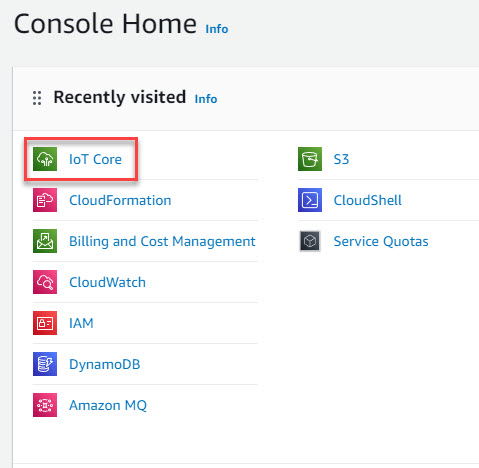 Console Home Info
Recently visited Info
IoT Core
CloudFormation
Billing and Cost Management
CloudWatch
IAM
DynamoDB
Amazon MQ
S3
CloudShell
Service Quotas